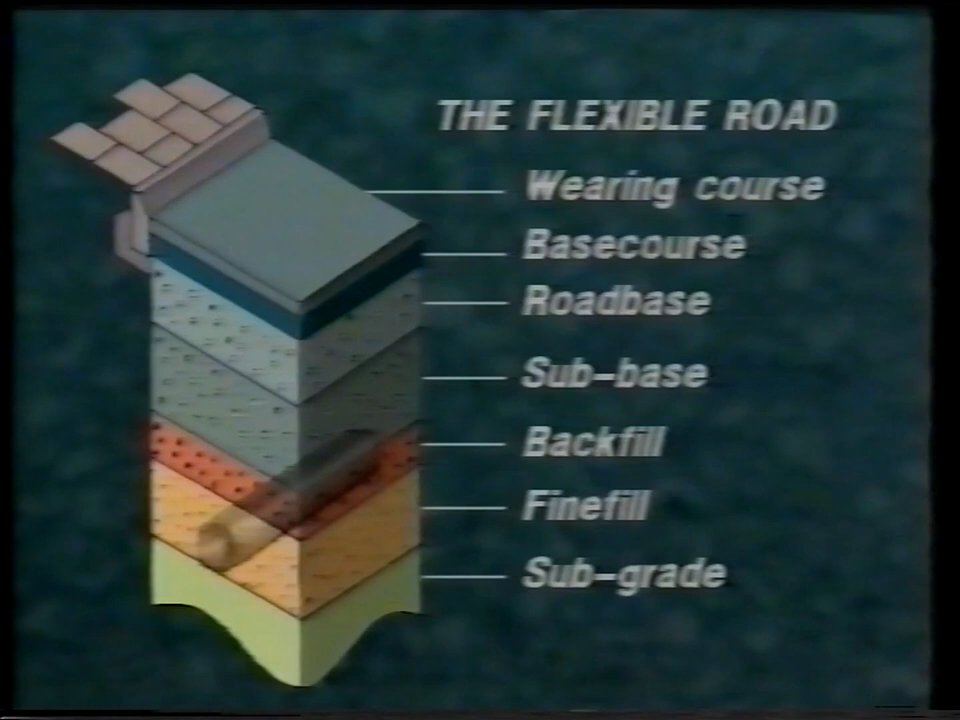 THE FLEXIBLE ROAD
Wearing course
Basecourse
Roadbase
Sub-base
Backfill
Finefill
Sub-grade